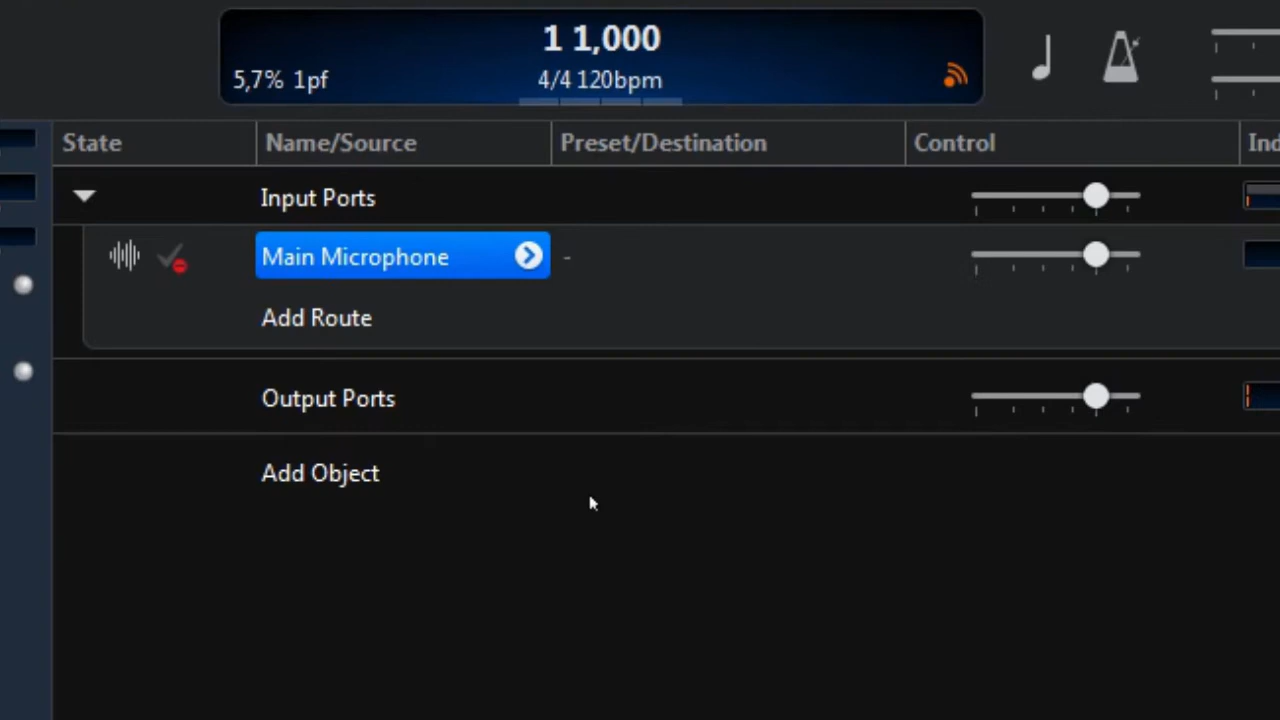 1 1,000
5,7% 1pf
4/4 120bpm
State
Name/Source
Preset/Destination
Control
Input Ports
Main Microphone
-
Add Route
Output Ports
Add Object